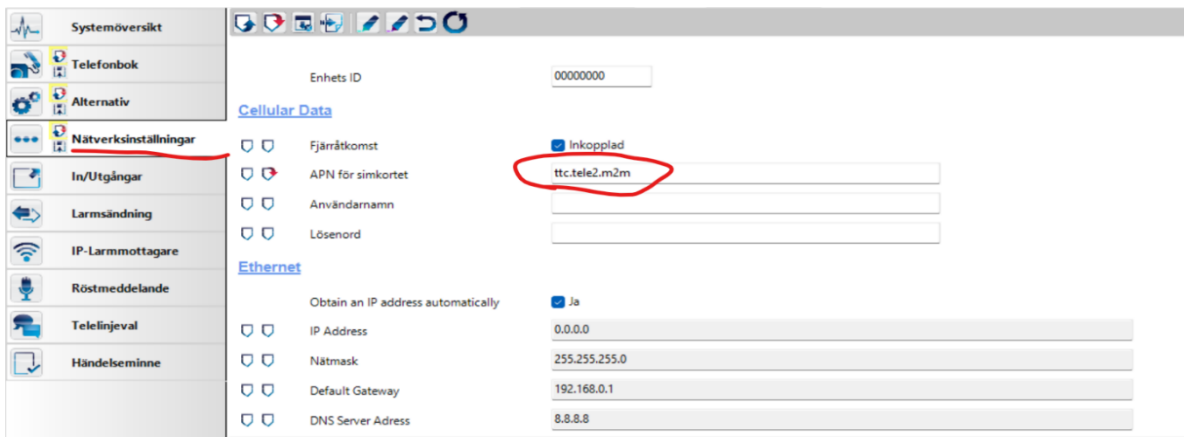 Systemöversikt
Telefonbok
Alternativ
Nätverksinställningar
In/Utgångar
Larmsändning
IP-Larmmottagare
Röstmeddelande
Telelinjeval
Händelseminne
Enhets ID 00000000
Cellular Data
Fjärråtkomst Inkopplad
APN för simkortet ttc.tele2.m2m
Användarnamn
Lösenord
Ethernet
Obtain an IP address automatically Ja
IP Address 0.0.0.0
Nätmask 255.255.255.0
Default Gateway 192.168.0.1
DNS Server Adress 8.8.8.8